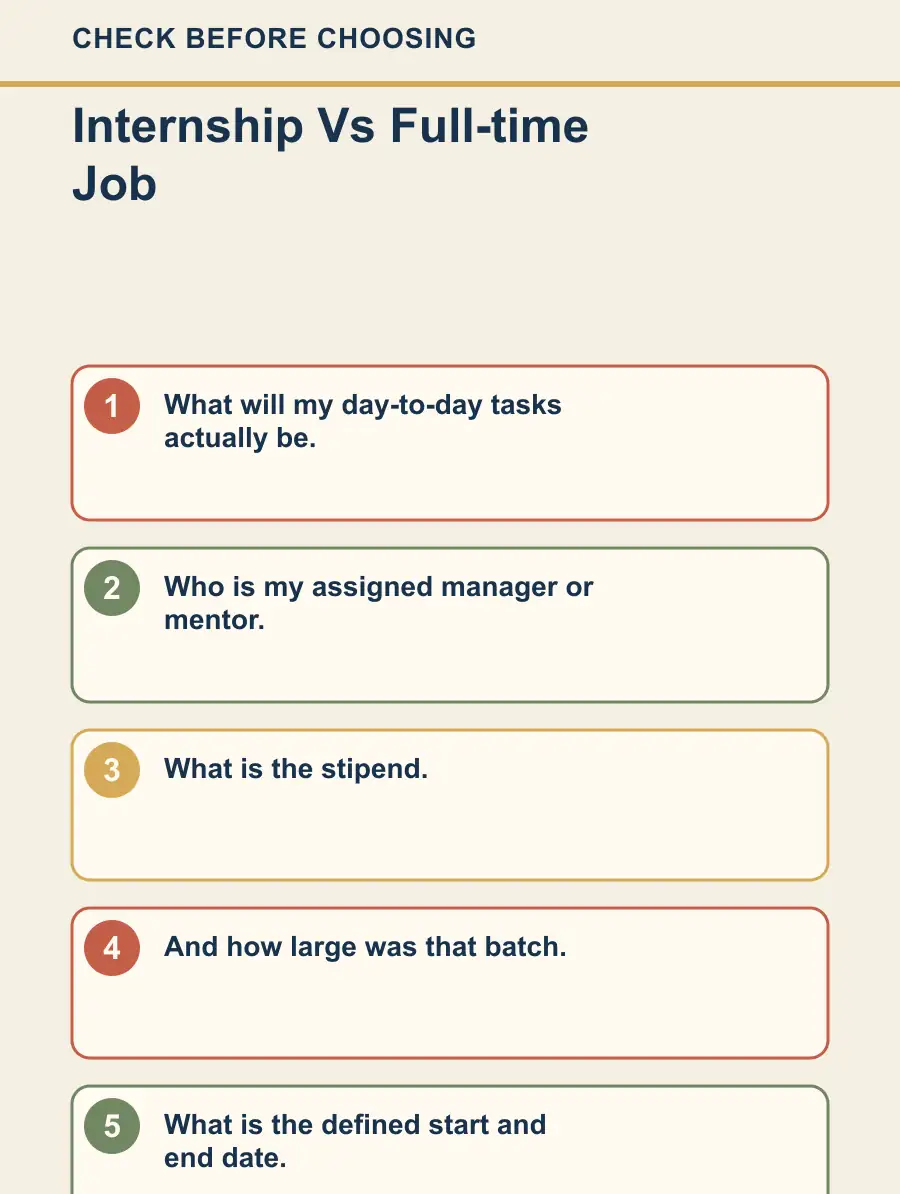 CHECK BEFORE CHOOSING
Internship Vs Full-time
Job
1
What will my day-to-day tasks
actually be.
2
Who is my assigned manager or
mentor.
3
What is the stipend.
4
And how large was that batch.
5
What is the defined start and
end date.